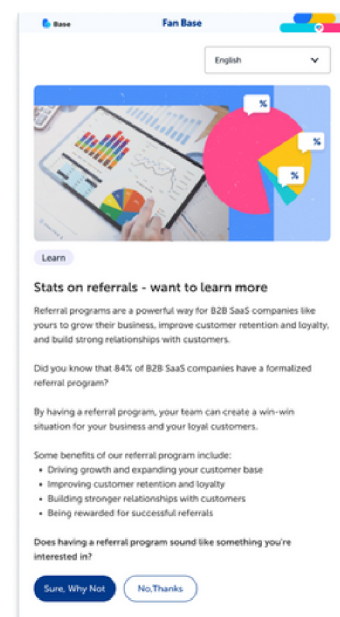 Base
Fan Base
English
%
%
%
Learn
Stats on referrals - want to learn more
Referral programs are a powerful way for B2B SaaS companies like
yours to grow their business, improve customer retention and loyalty,
and build strong relationships with customers.
Did you know that 84% of B2B SaaS companies have a formalized
referral program?
By having a referral program, your team can create a win-win
situation for your business and your loyal customers.
Some benefits of our referral program include:
• Driving growth and expanding your customer base
• Improving customer retention and loyalty
• Building stronger relationships with customers
• Being rewarded for successful referrals
Does having a referral program sound like something you're
interested in?
Sure, Why Not
No,Thanks